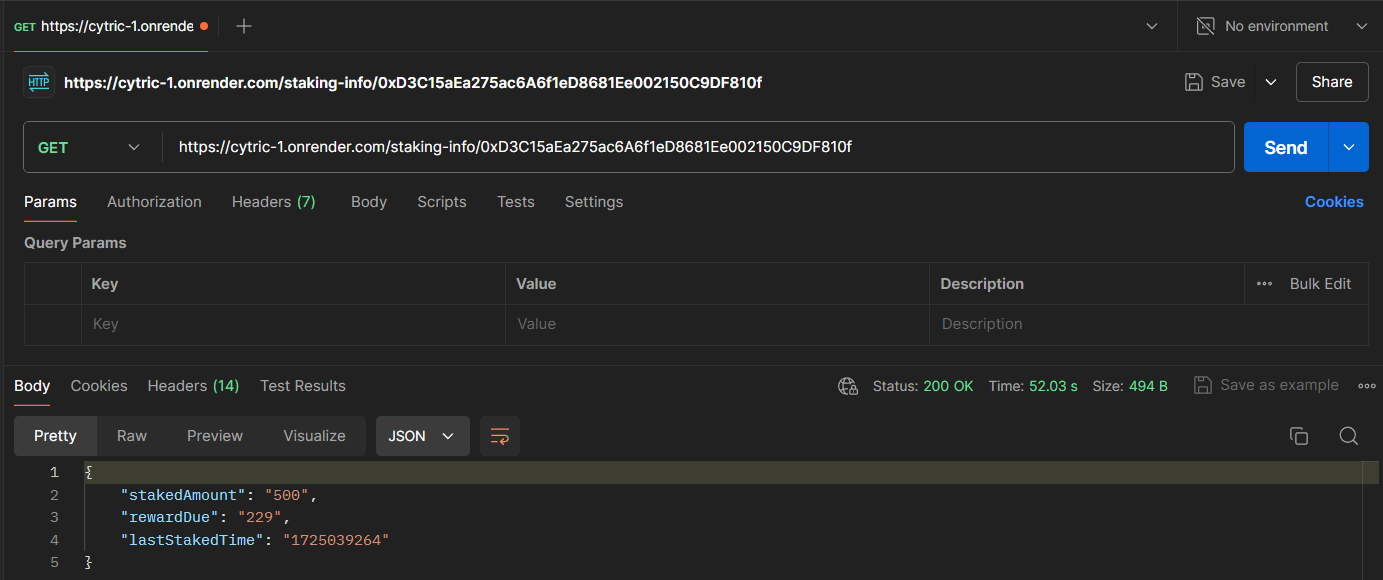 GET https://cytric-1.onrende
No environment
HTTP https://cytric-1.onrender.com/staking-info/0xD3C15aEa275ac6A6f1eD8681Ee002150C9DF810f Save Share
GET https://cytric-1.onrender.com/staking-info/0xD3C15aEa275ac6A6f1eD8681Ee002150C9DF810f Send
Params Authorization Headers (7) Body Scripts Tests Settings Cookies
Query Params
Key Value Description Bulk Edit
Key Value Description
Body Cookies Headers (14) Test Results Status: 200 OK Time: 52.03 s Size: 494 B Save as example
Pretty Raw Preview Visualize JSON
1 {
2 "stakedAmount": "500",
3 "rewardDue": "229",
4 "lastStakedTime": "1725039264"
5 }